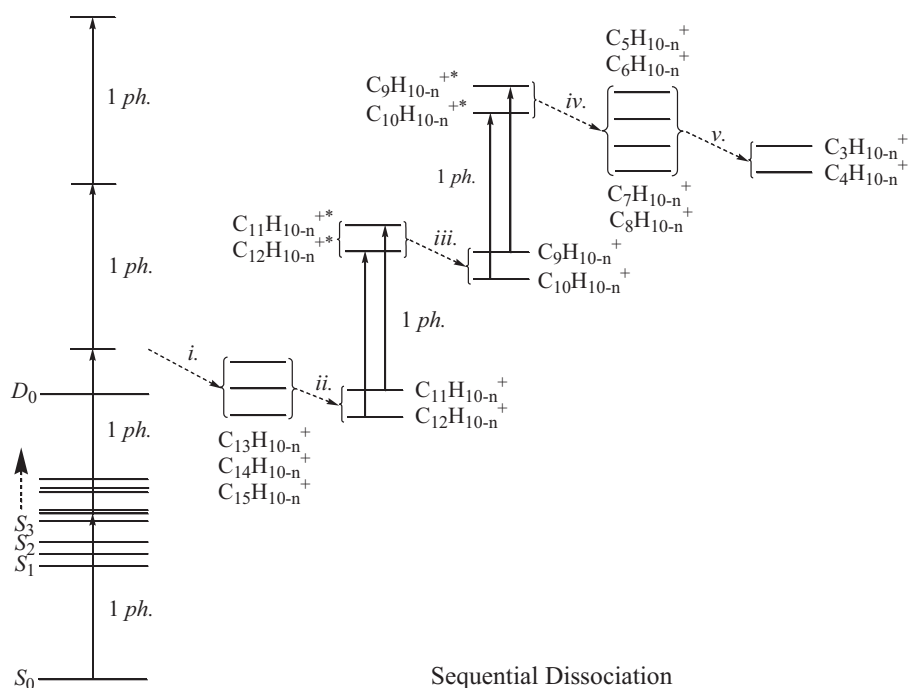 1 ph.
1 ph.
1 ph.
1 ph.
D₀
S₃
S₂
S₁
S₀
i.
C₁₃H₁₀₋ₙ⁺
C₁₄H₁₀₋ₙ⁺
C₁₅H₁₀₋ₙ⁺
ii.
C₁₁H₁₀₋ₙ⁺
C₁₂H₁₀₋ₙ⁺
1 ph.
C₁₁H₁₀₋ₙ⁺*
C₁₂H₁₀₋ₙ⁺*
iii.
C₉H₁₀₋ₙ⁺
C₁₀H₁₀₋ₙ⁺
1 ph.
C₉H₁₀₋ₙ⁺*
C₁₀H₁₀₋ₙ⁺*
iv.
C₅H₁₀₋ₙ⁺
C₆H₁₀₋ₙ⁺
C₇H₁₀₋ₙ⁺
C₈H₁₀₋ₙ⁺
v.
C₃H₁₀₋ₙ⁺
C₄H₁₀₋ₙ⁺
Sequential Dissociation